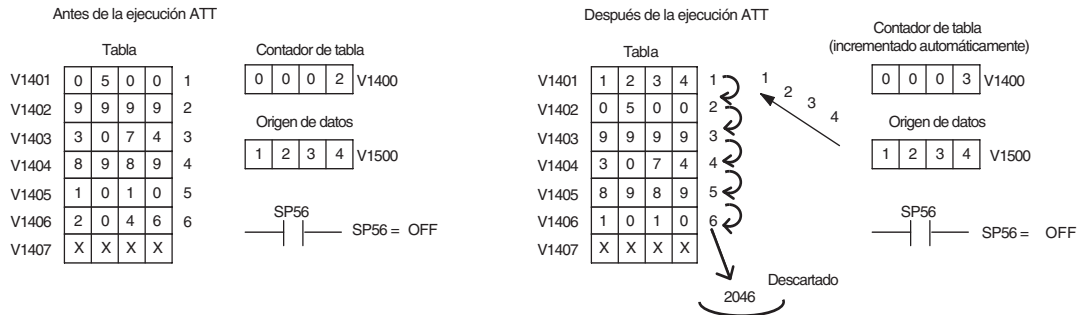 Antes de la ejecución ATT
Tabla
V1401 0 5 0 0 1
V1402 9 9 9 9 2
V1403 3 0 7 4 3
V1404 8 9 8 9 4
V1405 1 0 1 0 5
V1406 2 0 4 6 6
V1407 X X X X
Contador de tabla
0 0 0 2 V1400
Origen de datos
1 2 3 4 V1500
SP56
SP56 = OFF
Después de la ejecución ATT
Tabla
V1401 1 2 3 4 1
V1402 0 5 0 0 2
V1403 9 9 9 9 3
V1404 3 0 7 4 4
V1405 8 9 8 9 5
V1406 1 0 1 0 6
V1407 X X X X
1
2
3
4
Descartado
2046
Contador de tabla
(incrementado automáticamente)
0 0 0 3 V1400
Origen de datos
1 2 3 4 V1500
SP56
SP56 = OFF